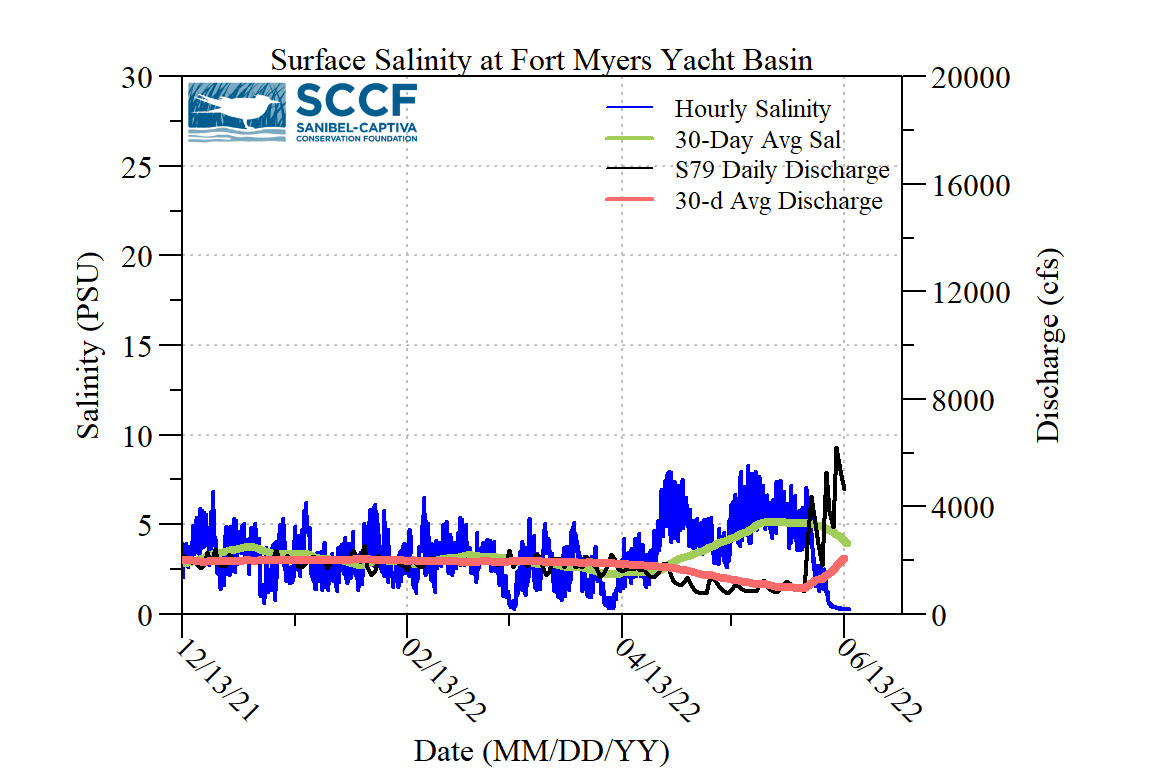 Surface Salinity at Fort Myers Yacht Basin
SCCF
SANIBEL-CAPTIVA
CONSERVATION FOUNDATION
Hourly Salinity
30-Day Avg Sal
S79 Daily Discharge
30-d Avg Discharge
30
25
20
15
10
5
0
Salinity (PSU)
20000
16000
12000
8000
4000
0
Discharge (cfs)
12/13/21
02/13/22
04/13/22
06/13/22
Date (MM/DD/YY)